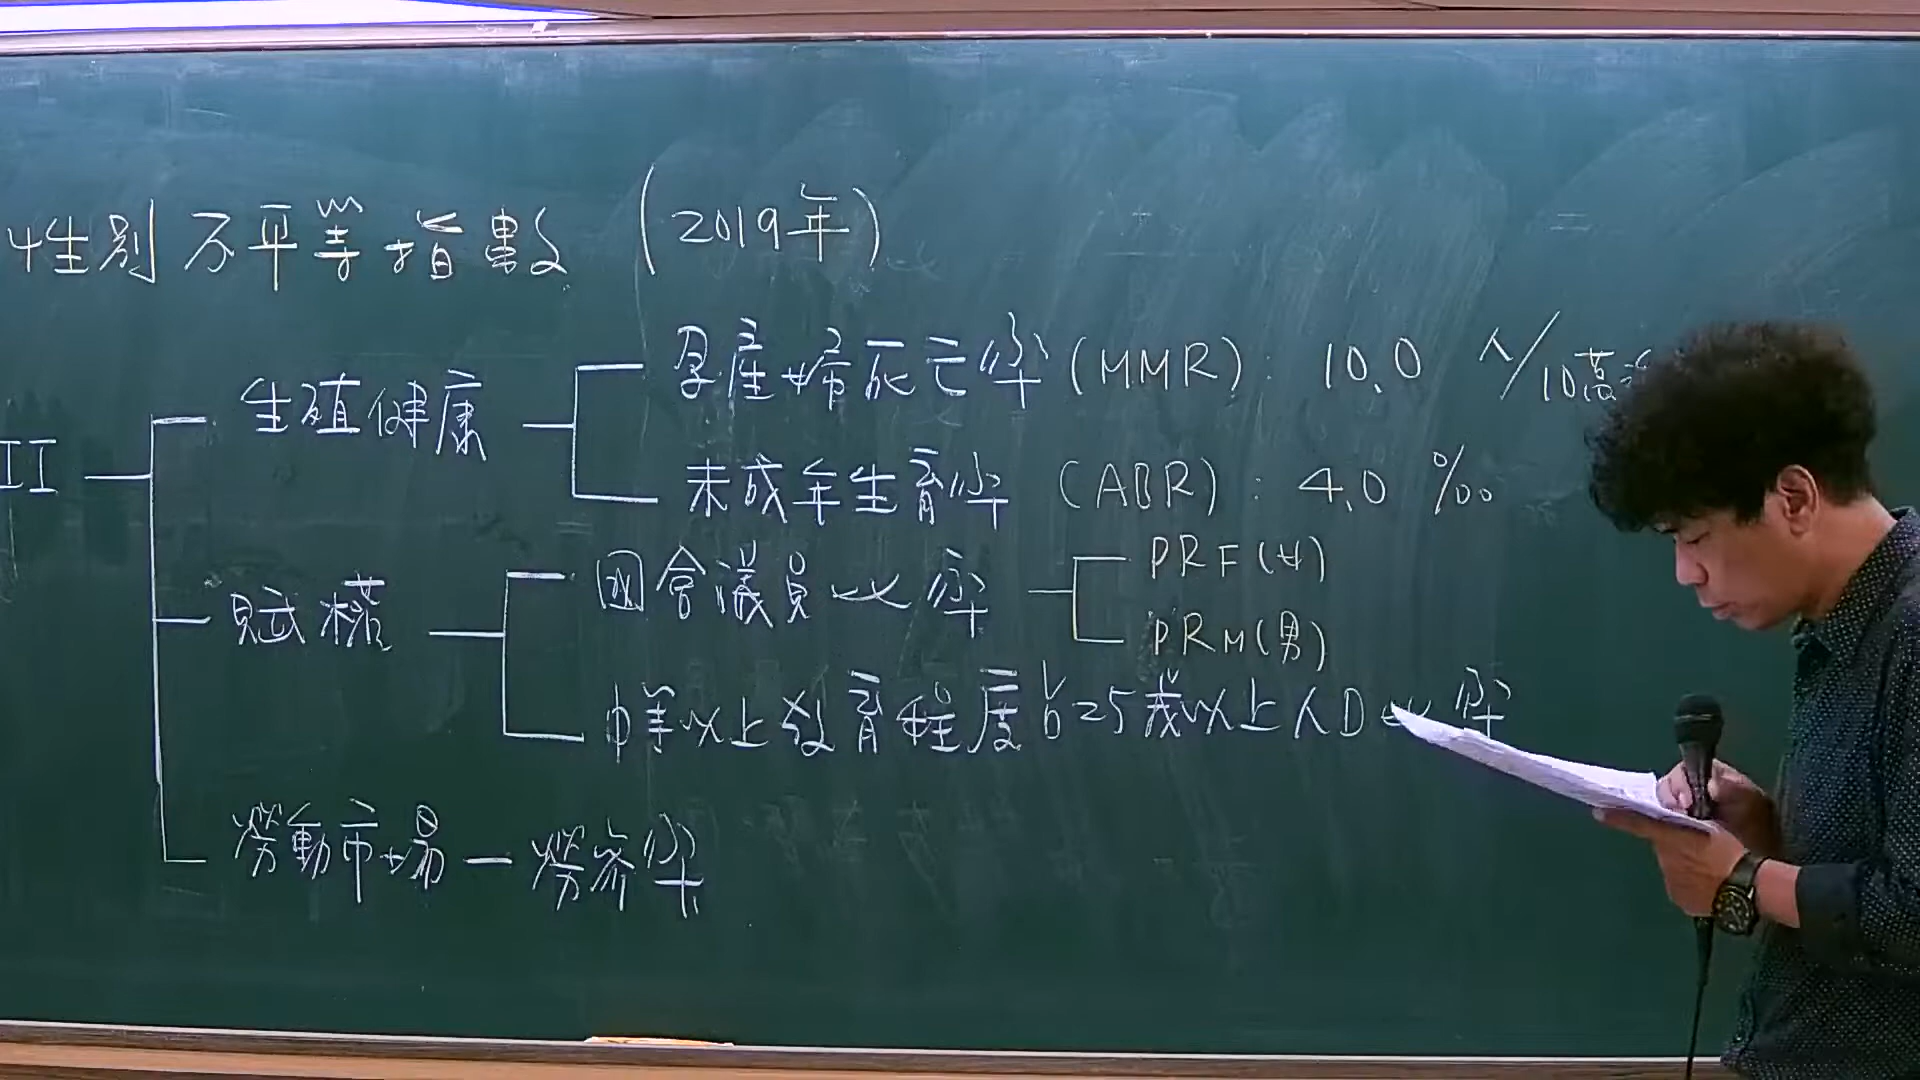 性別不平等指數 (2019年)
II
生殖健康
孕產婦死亡率 (MMR): 10.0 人/10萬
未成年生育率 (ABR): 4.0 ‰
賦權
國會議員比率
PRF(女)
PRM(男)
中等以上教育程度占25歲以上人口比率
勞動市場 — 勞參率